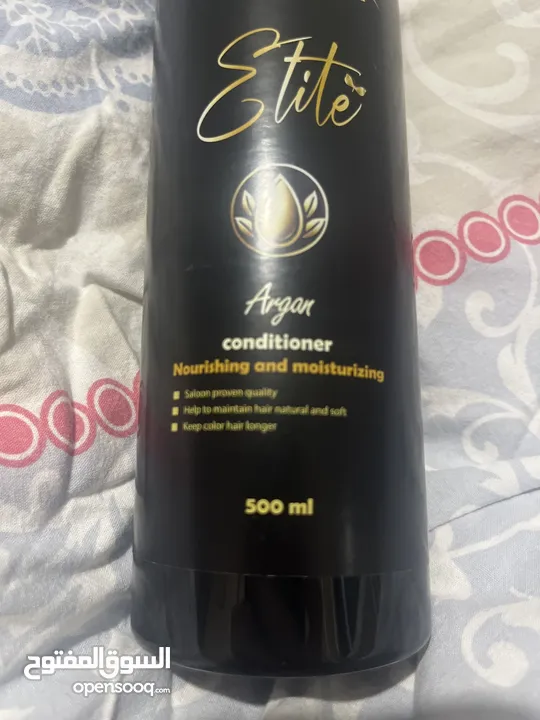 Elite
Argan
conditioner
Nourishing and moisturizing
Saloon proven quality
Help to maintain hair natural and soft
Keep color hair longer
500 ml
السوق المفتوح
opensooq.com